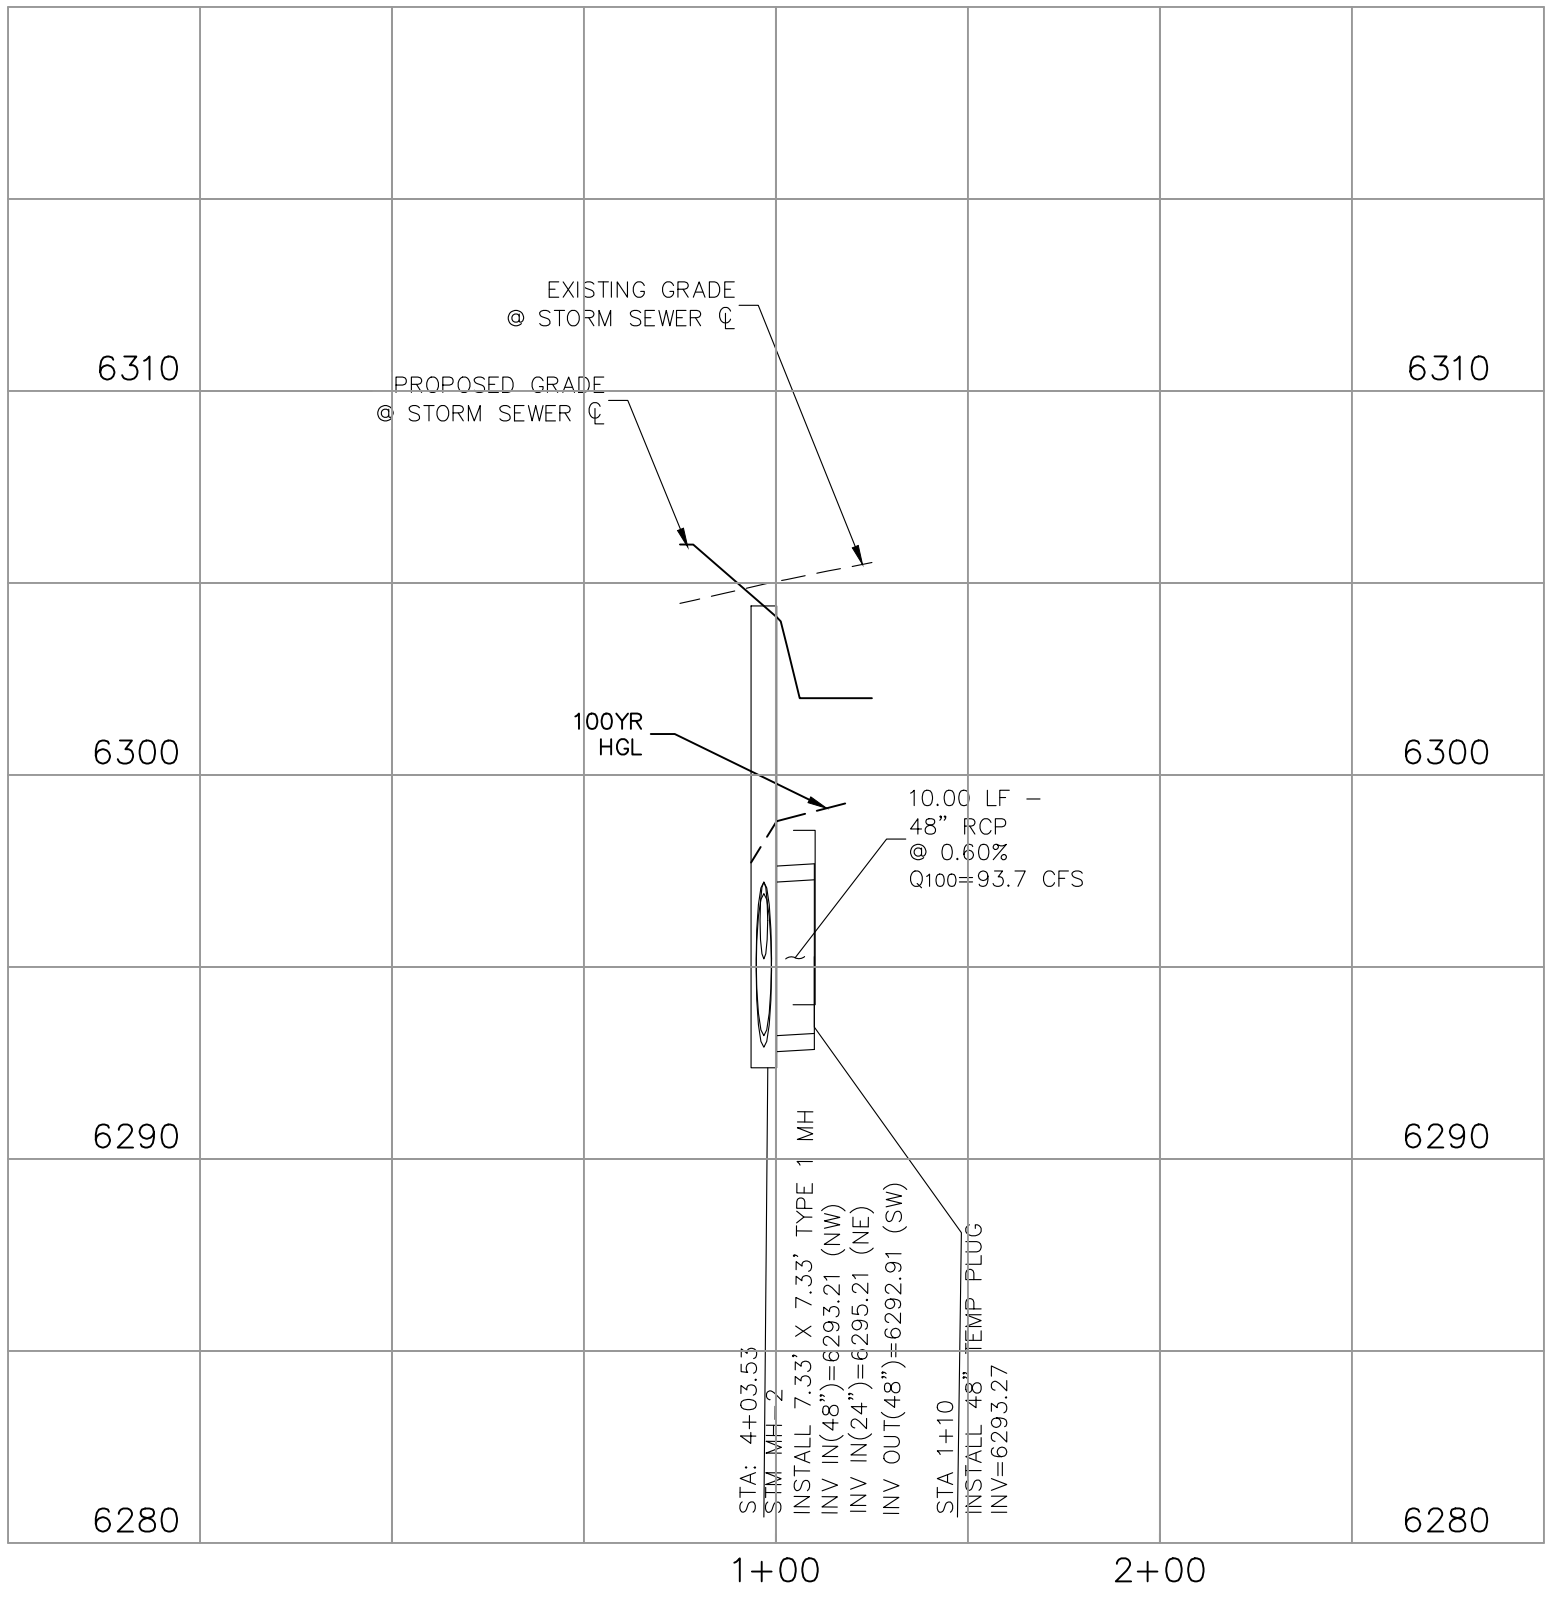 EXISTING GRADE
@ STORM SEWER ℄
6310
6310
PROPOSED GRADE
@ STORM SEWER ℄
100YR
HGL
6300
6300
10.00 LF –
48" RCP
@ 0.60%
Q100=93.7 CFS
6290
6290
STA: 4+03.53
STM MH-2
INSTALL 7.33' X 7.33' TYPE 1 MH
INV IN(48")=6293.21 (NW)
INV IN(24")=6295.21 (NE)
INV OUT(48")=6292.91 (SW)
STA 1+10
INSTALL 48" TEMP PLUG
INV=6293.27
6280
6280
1+00
2+00